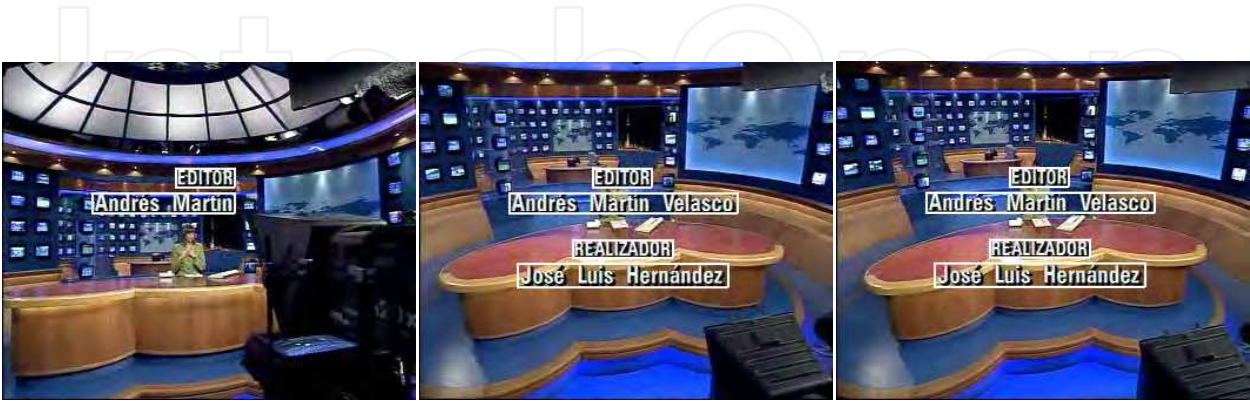 EDITOR
Andrés Martín
EDITOR
Andrés Martín Velasco
REALIZADOR
José Luis Hernández
EDITOR
Andrés Martín Velasco
REALIZADOR
José Luis Hernández